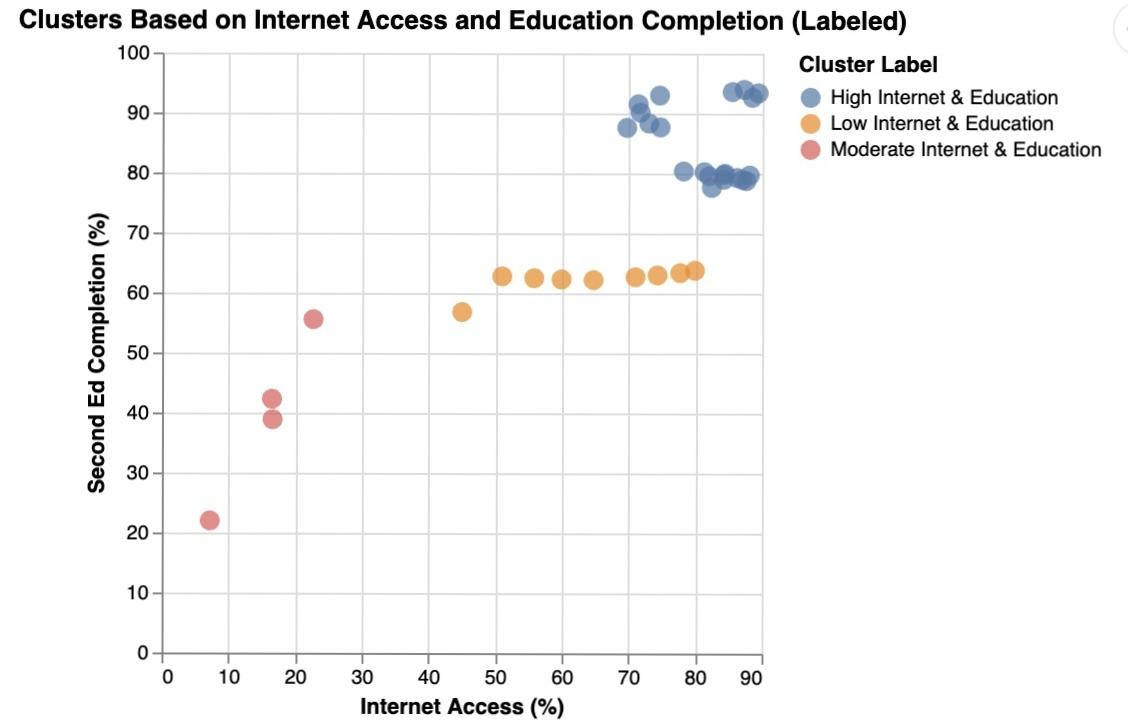 Clusters Based on Internet Access and Education Completion (Labeled)
Cluster Label
High Internet & Education
Low Internet & Education
Moderate Internet & Education
Second Ed Completion (%)
100
90
80
70
60
50
40
30
20
10
0
0 10 20 30 40 50 60 70 80 90
Internet Access (%)